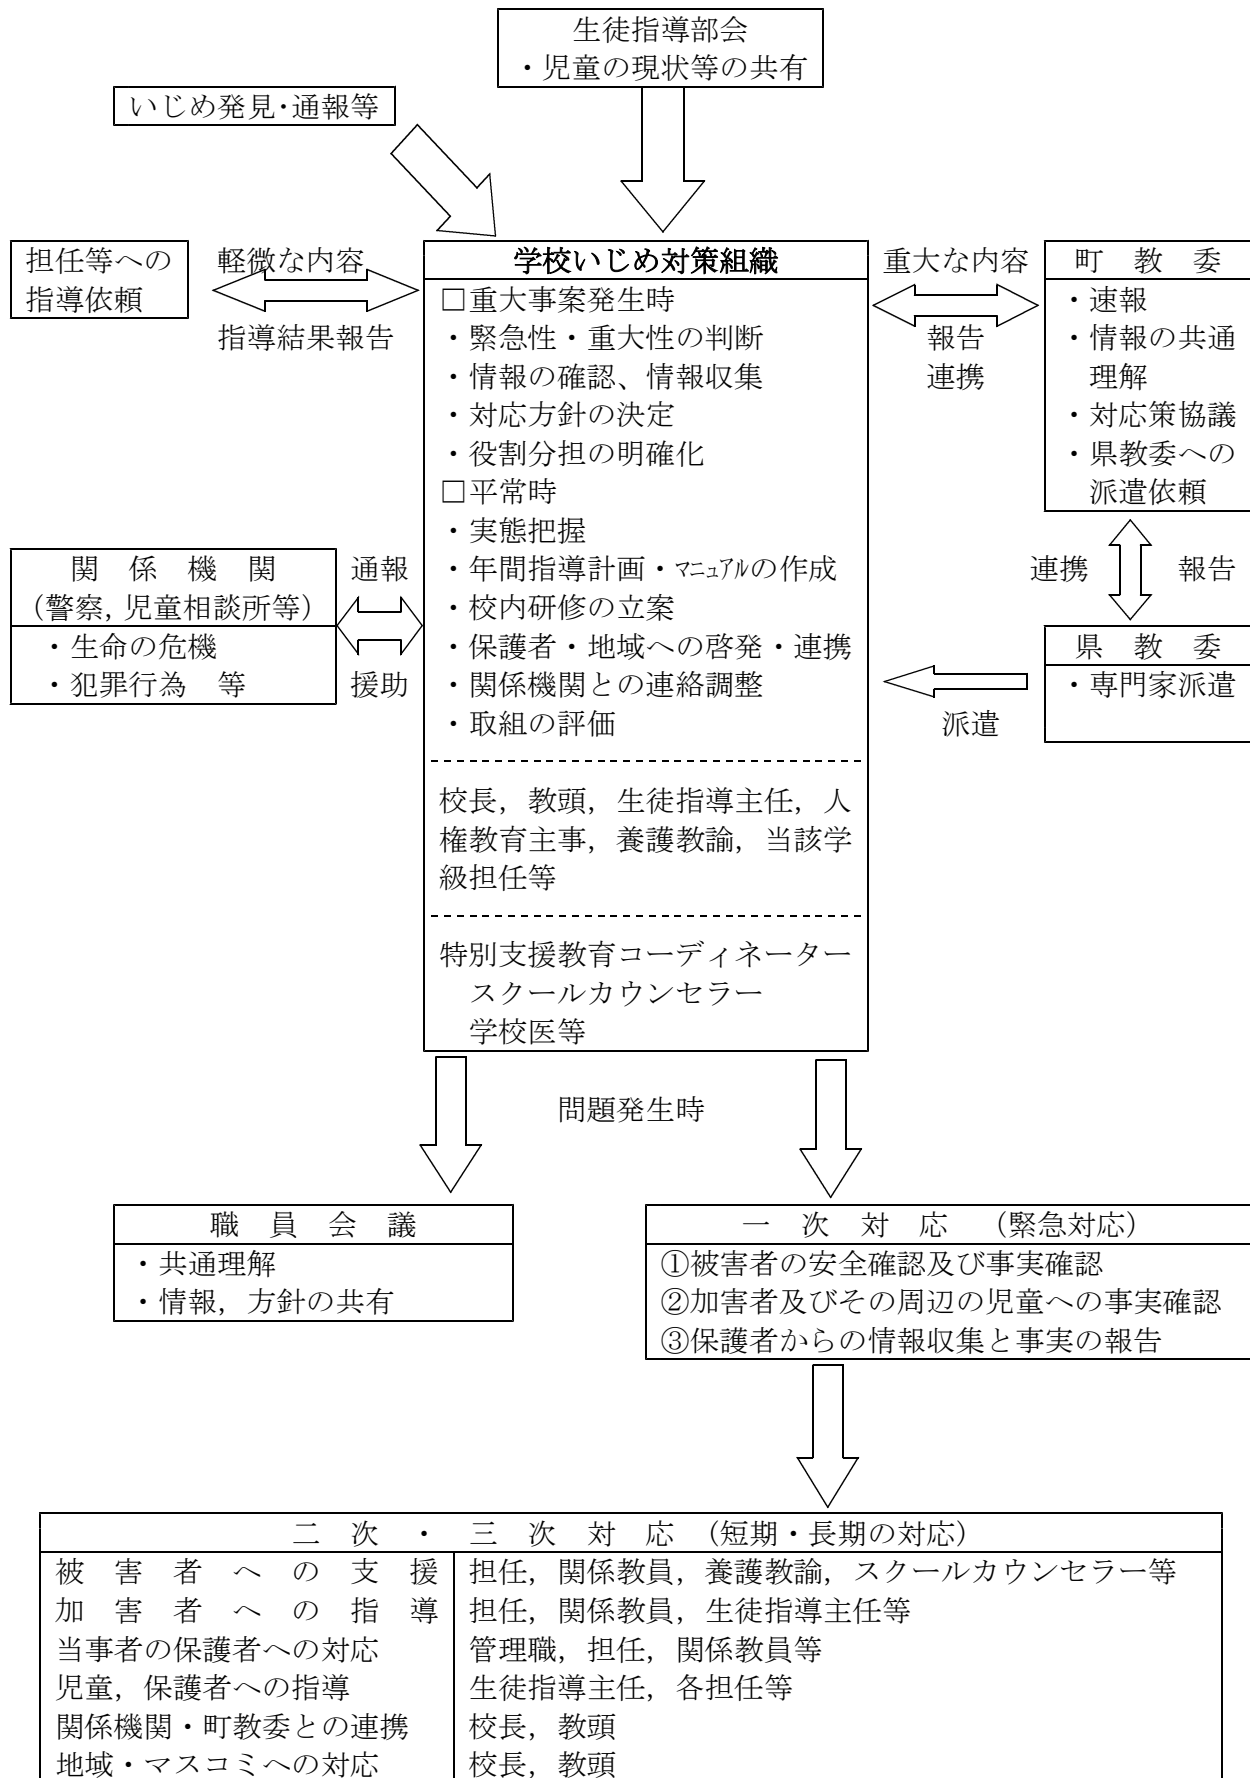 生徒指導部会
・児童の現状等の共有
いじめ発見・通報等
担任等への
指導依頼
軽微な内容
指導結果報告
学校いじめ対策組織
□重大事案発生時
・緊急性・重大性の判断
・情報の確認、情報収集
・対応方針の決定
・役割分担の明確化
□平常時
・実態把握
・年間指導計画・ﾏﾆｭｱﾙの作成
・校内研修の立案
・保護者・地域への啓発・連携
・関係機関との連絡調整
・取組の評価
校長，教頭，生徒指導主任，人
権教育主事，養護教諭，当該学
級担任等
特別支援教育コーディネーター
スクールカウンセラー
学校医等
重大な内容
報告
連携
町　教　委
・速報
・情報の共通
理解
・対応策協議
・県教委への
派遣依頼
連携　報告
県　教　委
・専門家派遣
派遣
関　係　機　関
（警察，児童相談所等）
・生命の危機
・犯罪行為　等
通報
援助
問題発生時
職　員　会　議
・共通理解
・情報，方針の共有
一　次　対　応　（緊急対応）
①被害者の安全確認及び事実確認
②加害者及びその周辺の児童への事実確認
③保護者からの情報収集と事実の報告
二　次　・　三　次　対　応　（短期・長期の対応）
被害者への支援　担任，関係教員，養護教諭，スクールカウンセラー等
加害者への指導　担任，関係教員，生徒指導主任等
当事者の保護者への対応　管理職，担任，関係教員等
児童，保護者への指導　生徒指導主任，各担任等
関係機関・町教委との連携　校長，教頭
地域・マスコミへの対応　校長，教頭